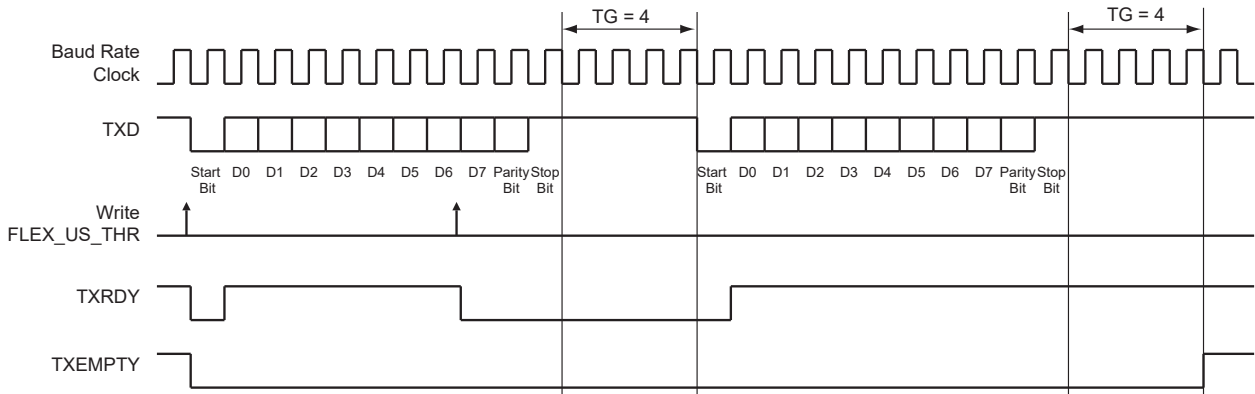 TG = 4
TG = 4
Baud Rate
Clock
TXD
Start D0 D1 D2 D3 D4 D5 D6 D7 Parity Stop
Bit Bit Bit
Start D0 D1 D2 D3 D4 D5 D6 D7 Parity Stop
Bit Bit Bit
Write
FLEX_US_THR
TXRDY
TXEMPTY